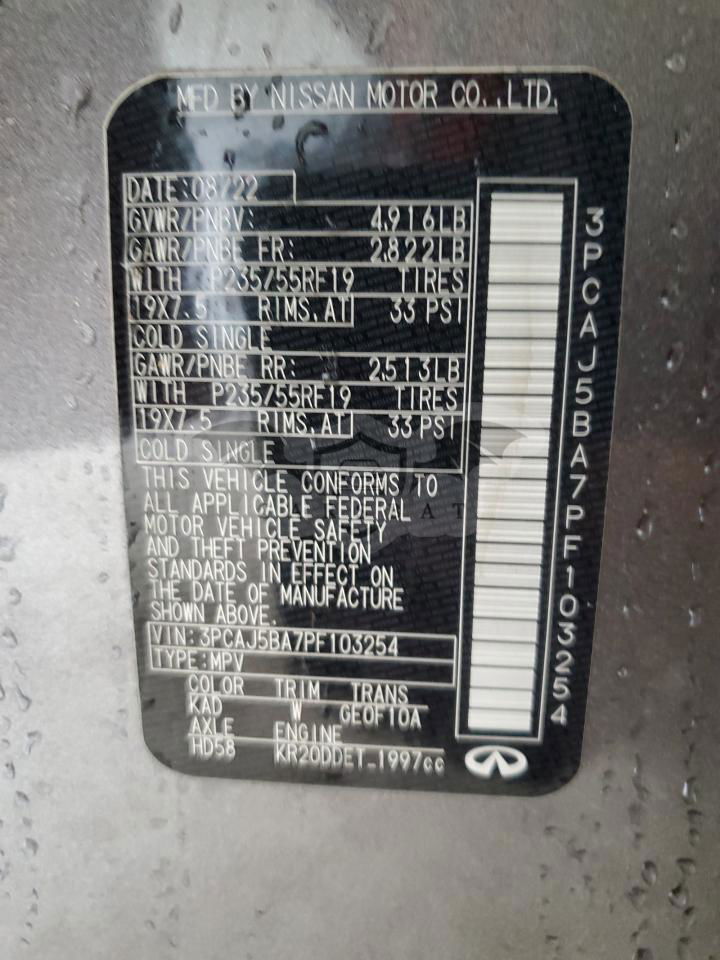 MFD BY NISSAN MOTOR CO.,LTD.
DATE:08/22
GVWR/PNBV: 4,916LB
GAWR/PNBE FR: 2,822LB
WITH P235/55RF19 TIRES
19X7.5 RIMS,AT 33 PSI
COLD SINGLE
GAWR/PNBE RR: 2,513LB
WITH P235/55RF19 TIRES
19X7.5 RIMS,AT 33 PSI
COLD SINGLE
THIS VEHICLE CONFORMS TO
ALL APPLICABLE FEDERAL
MOTOR VEHICLE SAFETY
AND THEFT PREVENTION
STANDARDS IN EFFECT ON
THE DATE OF MANUFACTURE
SHOWN ABOVE.
VIN:3PCAJ5BA7PF103254
TYPE:MPV
COLOR TRIM TRANS
KAD W GE0F10A
AXLE ENGINE
HD58 KR20DDET-1997cc
3PCAJ5BA7PF103254